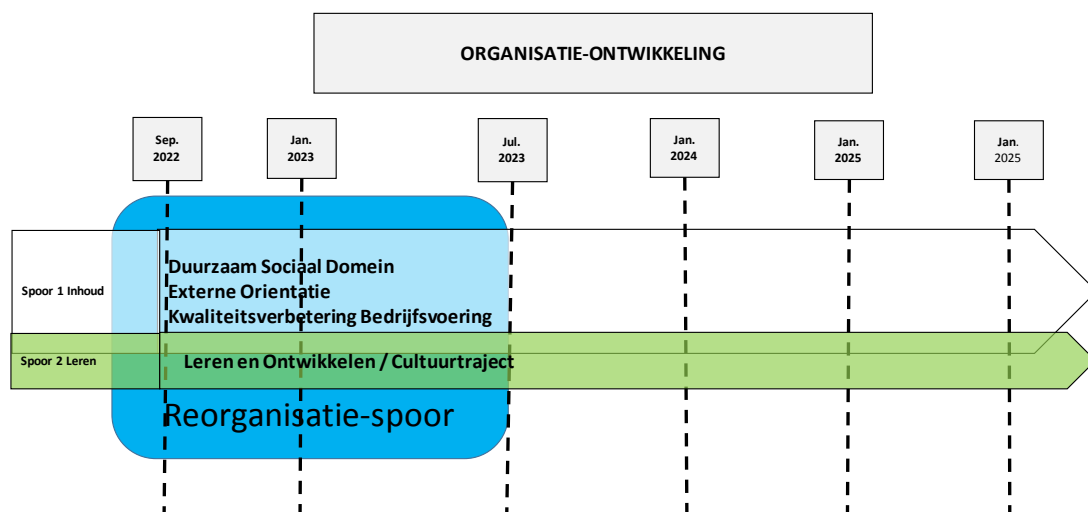 ORGANISATIE-ONTWIKKELING
Sep.
2022
Jan.
2023
Jul.
2023
Jan.
2024
Jan.
2025
Jan.
2025
Spoor 1 Inhoud
Duurzaam Sociaal Domein
Externe Orientatie
Kwaliteitsverbetering Bedrijfsvoering
Spoor 2 Leren
Leren en Ontwikkelen / Cultuurtraject
Reorganisatie-spoor